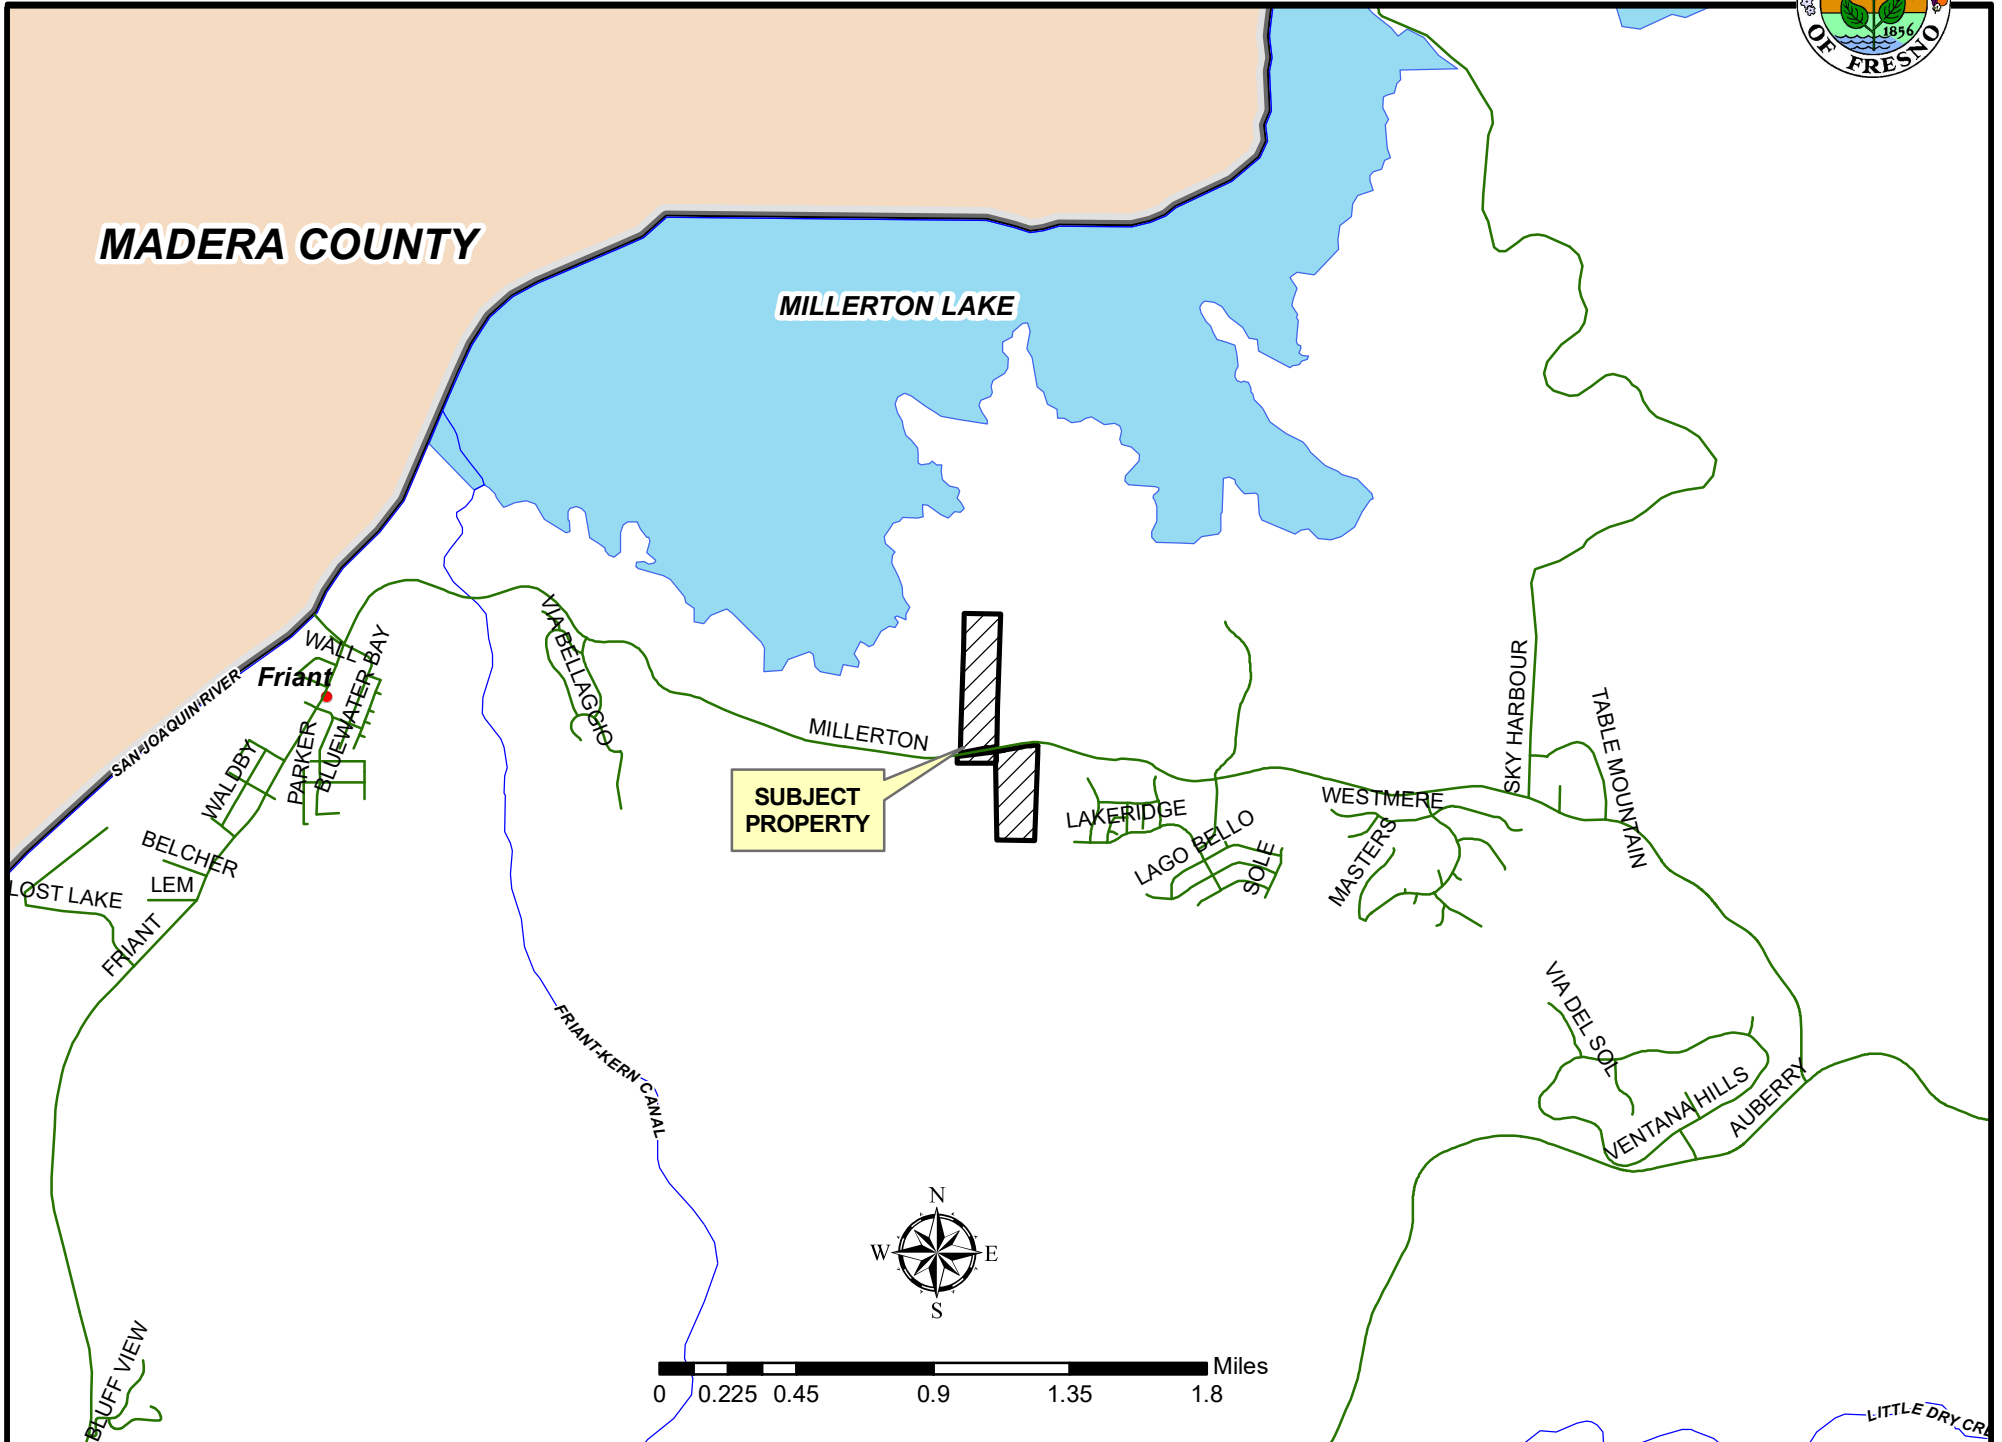 1856
OF FRESNO
MADERA COUNTY
MILLERTON LAKE
WALL
Friant
BLUEWATER BAY
SAN JOAQUIN RIVER
PARKER
WALDBY
BELCHER
LEM
LOST LAKE
FRIANT
VIA BELLAGGIO
MILLERTON
SUBJECT
PROPERTY
LAKERIDGE
LAGO BELLO
SOLE
WESTMERE
MASTERS
SKY HARBOUR
TABLE MOUNTAIN
VIA DEL SOL
VENTANA HILLS
AUBERRY
FRIANT-KERN CANAL
N
W E
S
Miles
0 0.225 0.45 0.9 1.35 1.8
BLUFF VIEW
LITTLE DRY CRE